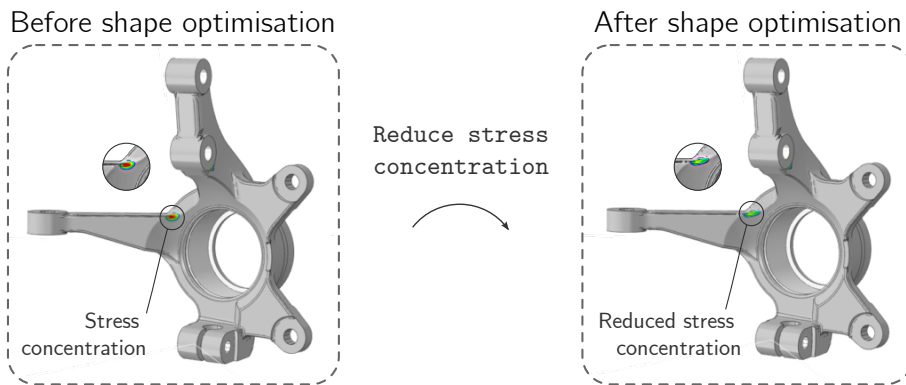 Before shape optimisation
After shape optimisation
Reduce stress
concentration
Stress
concentration
Reduced stress
concentration